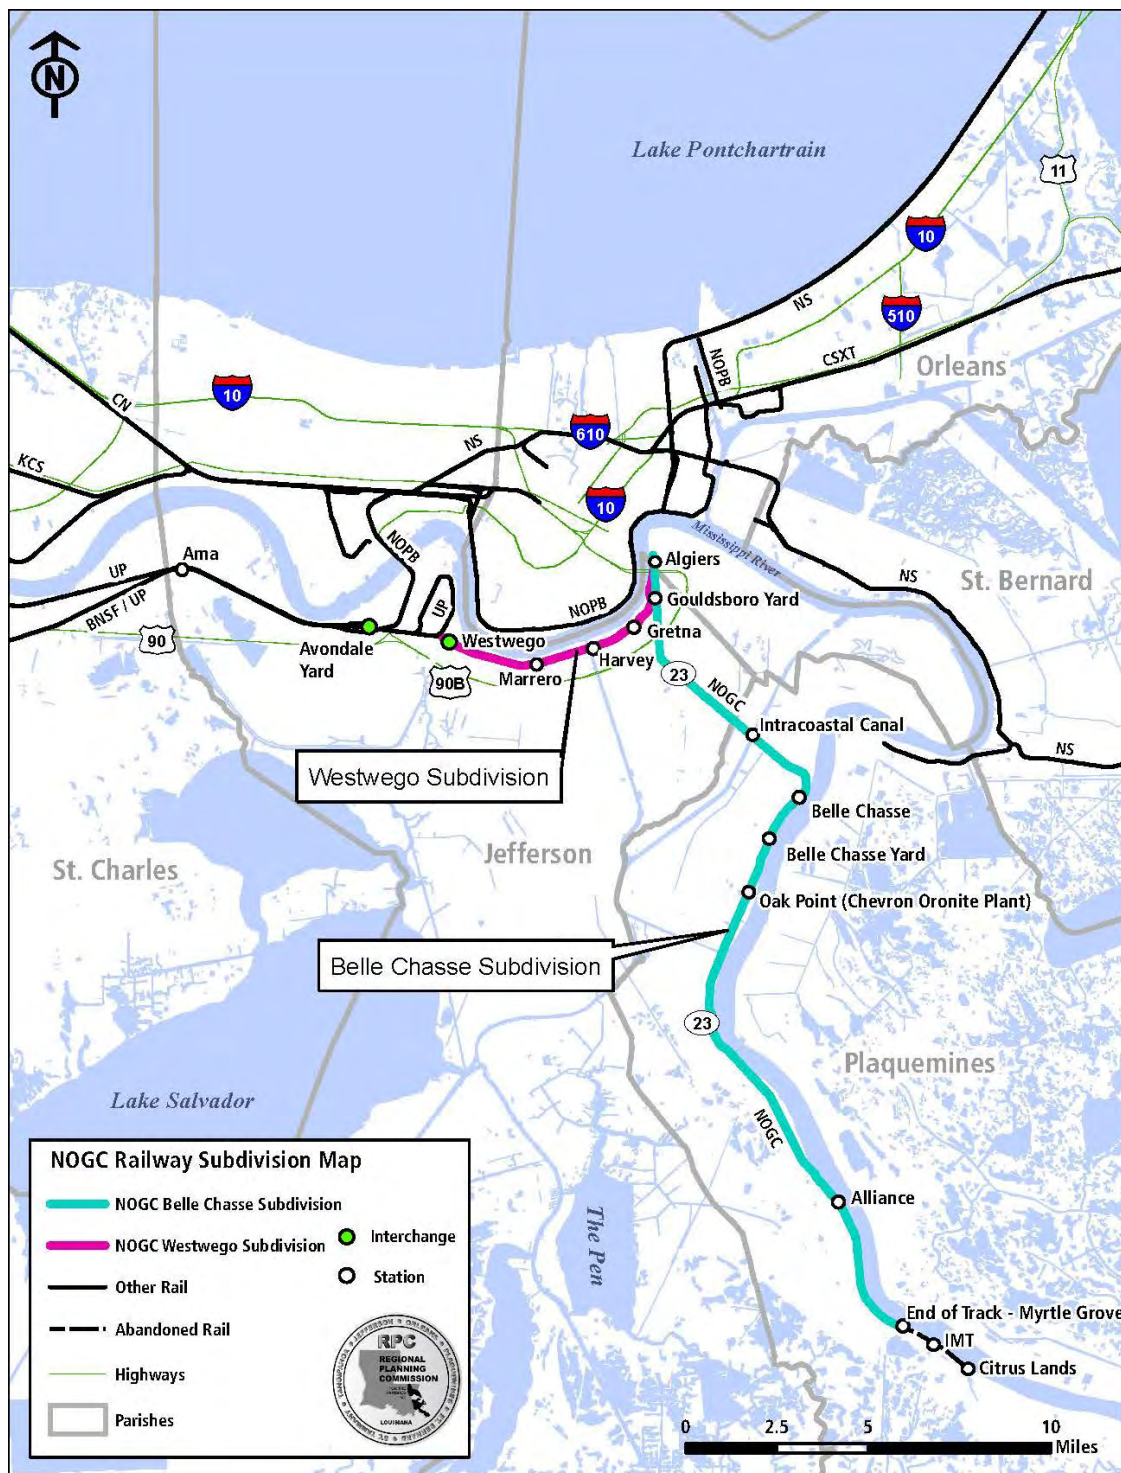 N
Lake Pontchartrain
11
10
NS
510
CSXT
NOPB
Orleans
10
CN
NS
610
KCS
10
Mississippi River
NOPB
Ama
UP
BNSF / UP
Algiers
NS
St. Bernard
UP
NOPB
Gouldsboro Yard
90
Avondale
Yard
Westwego
Gretna
Harvey
90B
Marrero
23
NOGC
Intracoastal Canal
NS
Westwego Subdivision
Belle Chasse
St. Charles
Jefferson
Belle Chasse Yard
Oak Point (Chevron Oronite Plant)
Belle Chasse Subdivision
23
Plaquemines
Lake Salvador
NOGC
The Pen
Alliance
End of Track - Myrtle Grove
IMT
Citrus Lands
NOGC Railway Subdivision Map
NOGC Belle Chasse Subdivision
NOGC Westwego Subdivision
Interchange
Other Rail
Station
Abandoned Rail
Highways
Parishes
RPC
REGIONAL
PLANNING
COMMISSION
LOUISIANA
0 2.5 5 10
Miles